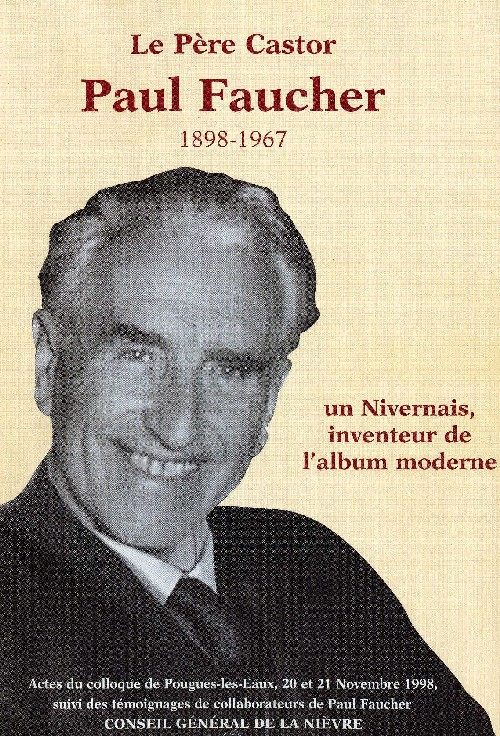 Le Père Castor
Paul Faucher
1898-1967
un Nivernais,
inventeur de
l'album moderne
Actes du colloque de Pougues-les-Eaux, 20 et 21 Novembre 1998,
suivi des témoignages de collaborateurs de Paul Faucher
CONSEIL GÉNÉRAL DE LA NIÈVRE